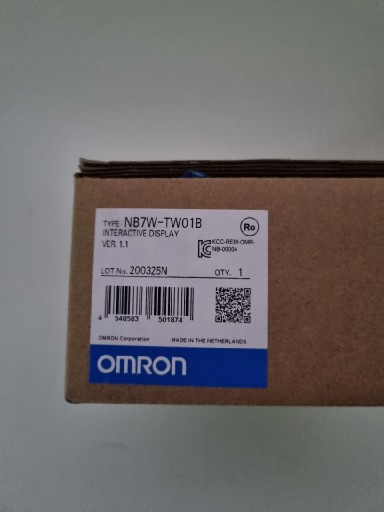 TYPE NB7W-TW01B
INTERACTIVE DISPLAY
VER. 1.1
Ro
KCC-REM-OMR-
NB-00004
LOT No. 200325N
QTY. 1
4 548583 501874
OMRON Corporation
MADE IN THE NETHERLANDS
OMRON